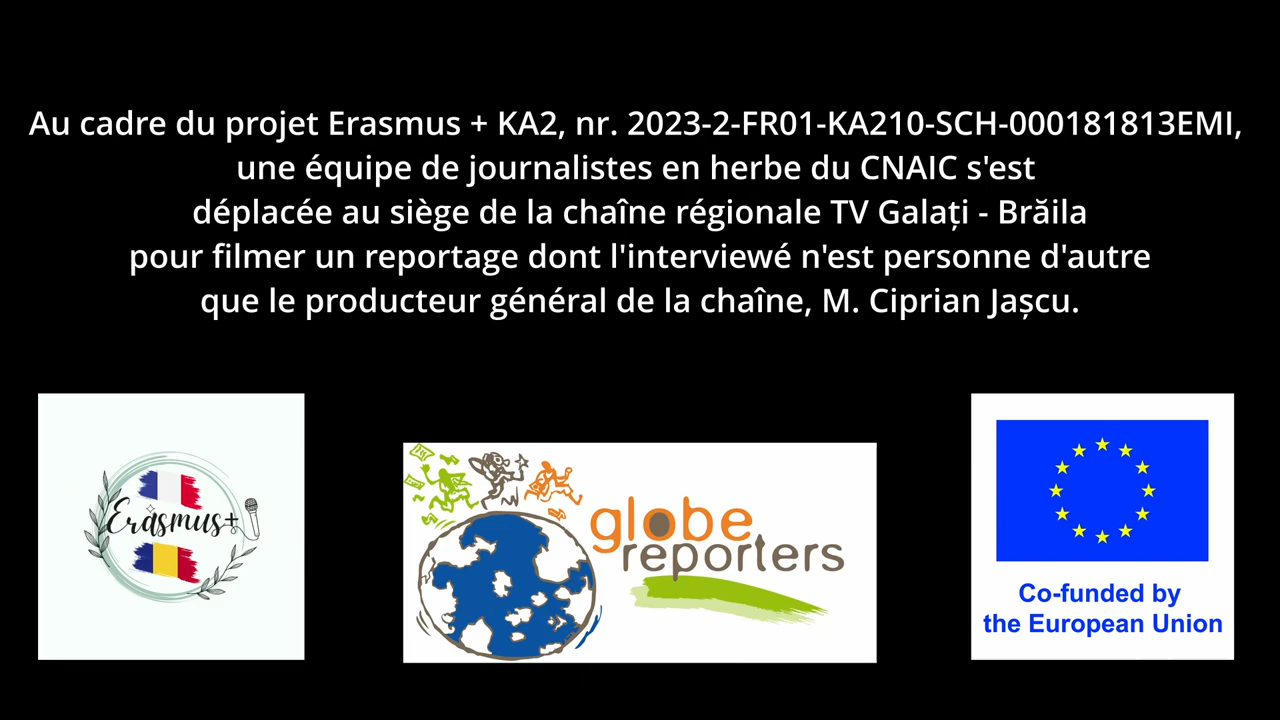 Au cadre du projet Erasmus + KA2, nr. 2023-2-FR01-KA210-SCH-000181813EMI,
une équipe de journalistes en herbe du CNAIC s'est
déplacée au siège de la chaîne régionale TV Galați - Brăila
pour filmer un reportage dont l'interviewé n'est personne d'autre
que le producteur général de la chaîne, M. Ciprian Jașcu.
Erasmus+
globe
reporters
Co-funded by
the European Union